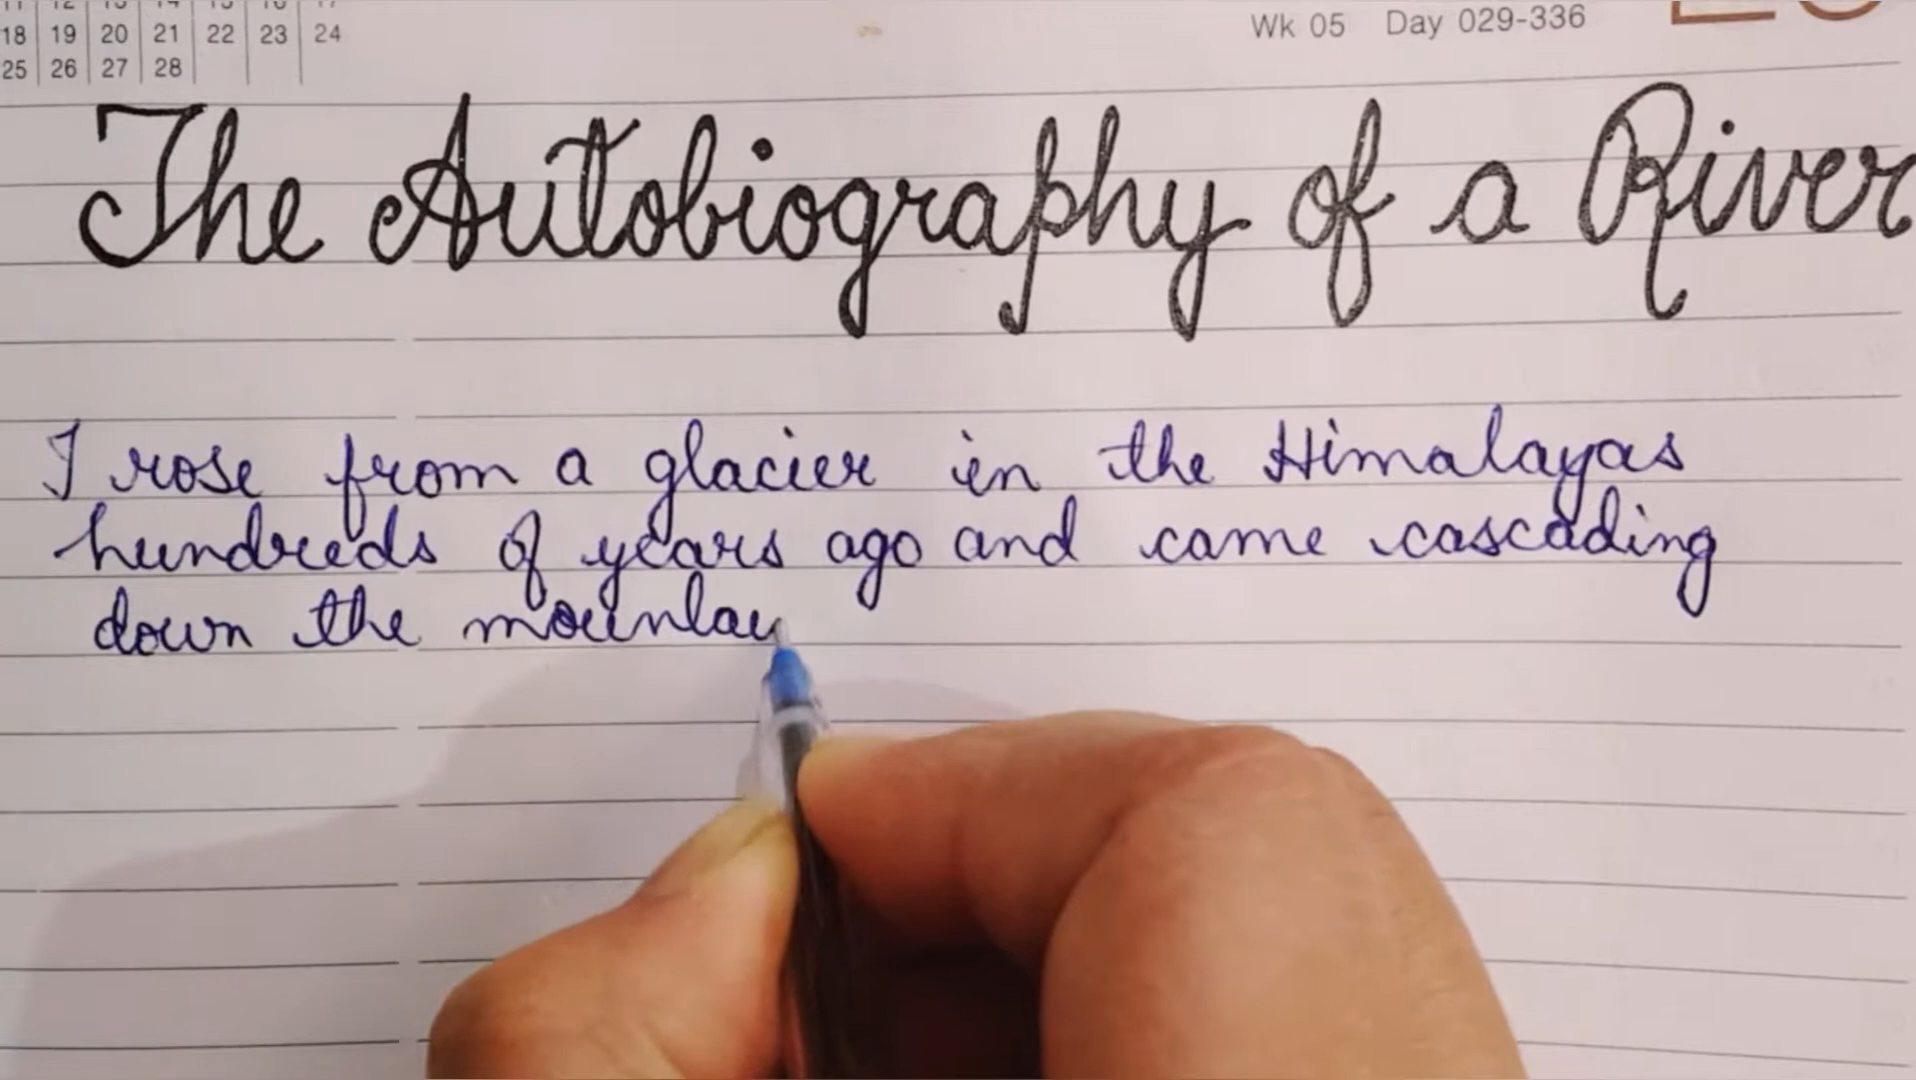 18 19 20 21 22 23 24
25 26 27 28
Wk 05 Day 029-336
The Autobiography of a River
I rose from a glacier in the Himalayas
hundreds of years ago and came cascading
down the